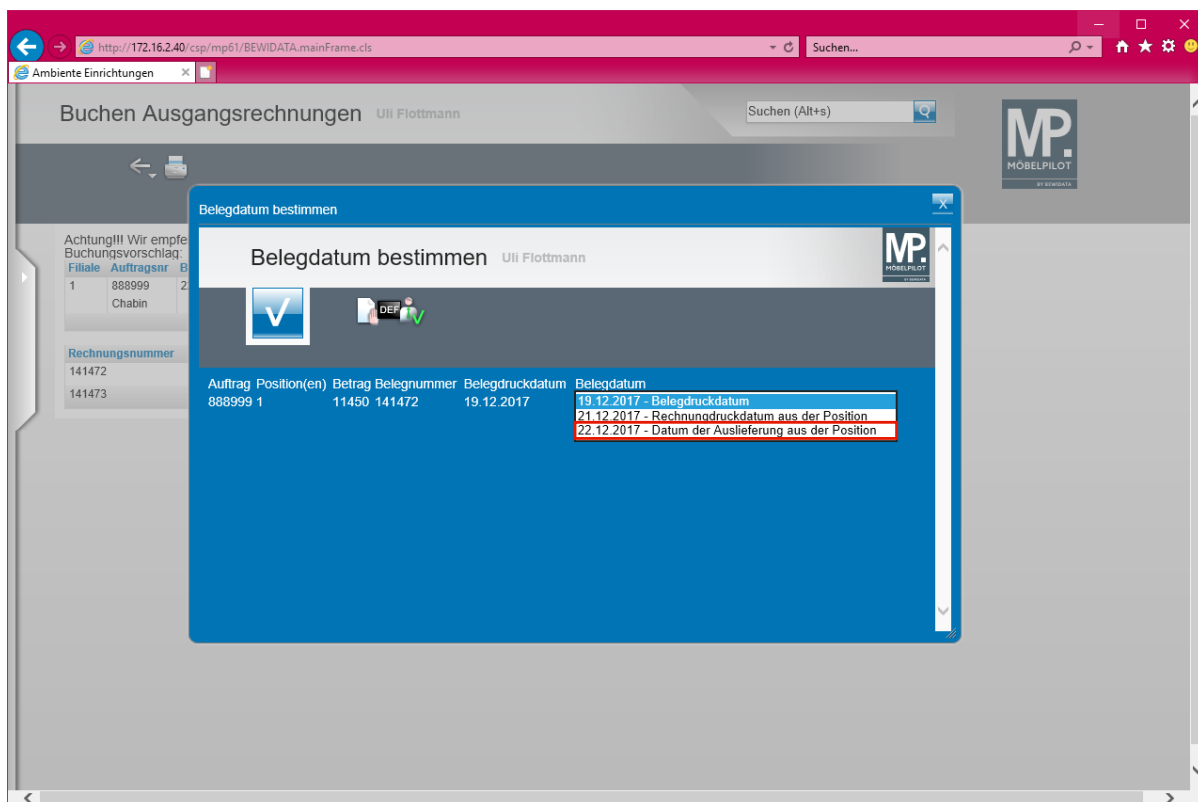 http://172.16.2.40/csp/mp61/BEWIDATA.mainFrame.cls
Suchen...
Ambiente Einrichtungen
Buchen Ausgangsrechnungen Uli Flottmann
Suchen (Alt+s)
MP.
MÖBELPILOT
BY BEWIDATA
Belegdatum bestimmen
X
Achtung!!! Wir empfe
Buchungsvorschlag:
Filiale Auftragsnr B
1 888999 2
Chabin
Rechnungsnummer
141472
141473
Belegdatum bestimmen Uli Flottmann
MP.
MÖBELPILOT
DEF
Auftrag Position(en) Betrag Belegnummer Belegdruckdatum Belegdatum
888999 1 11450 141472 19.12.2017
19.12.2017 - Belegdruckdatum
21.12.2017 - Rechnungdruckdatum aus der Position
22.12.2017 - Datum der Auslieferung aus der Position